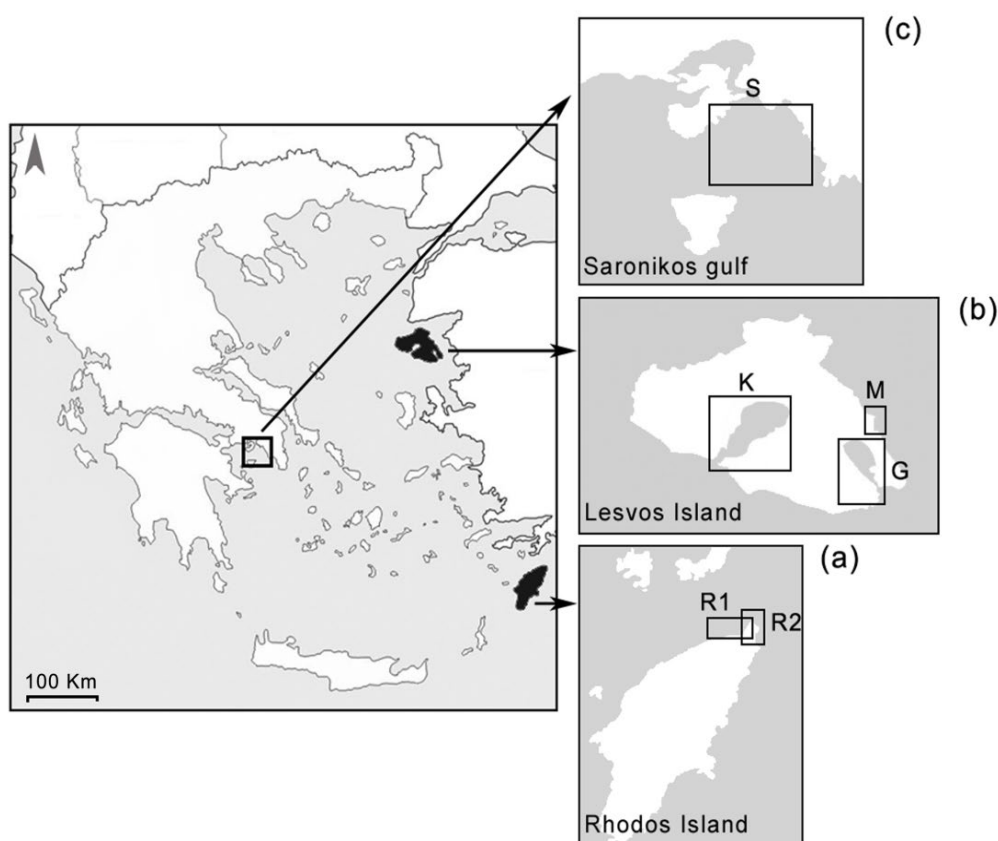 (c)
S
Saronikos gulf
(b)
K
M
G
Lesvos Island
(a)
R1
R2
Rhodos Island
100 Km